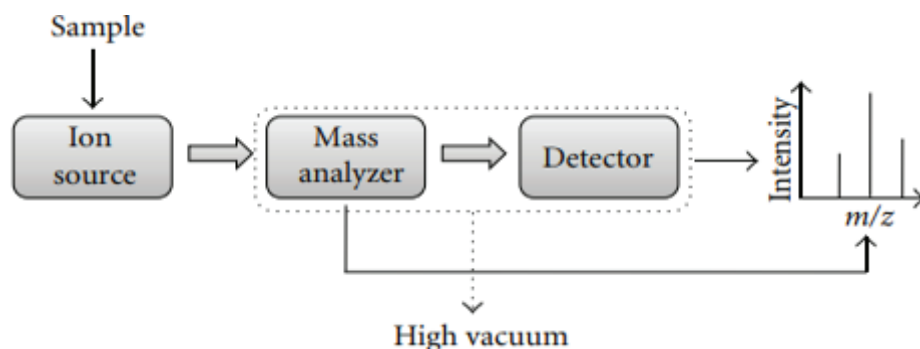 Sample
Ion
source
Mass
analyzer
Detector
Intensity
m/z
High vacuum